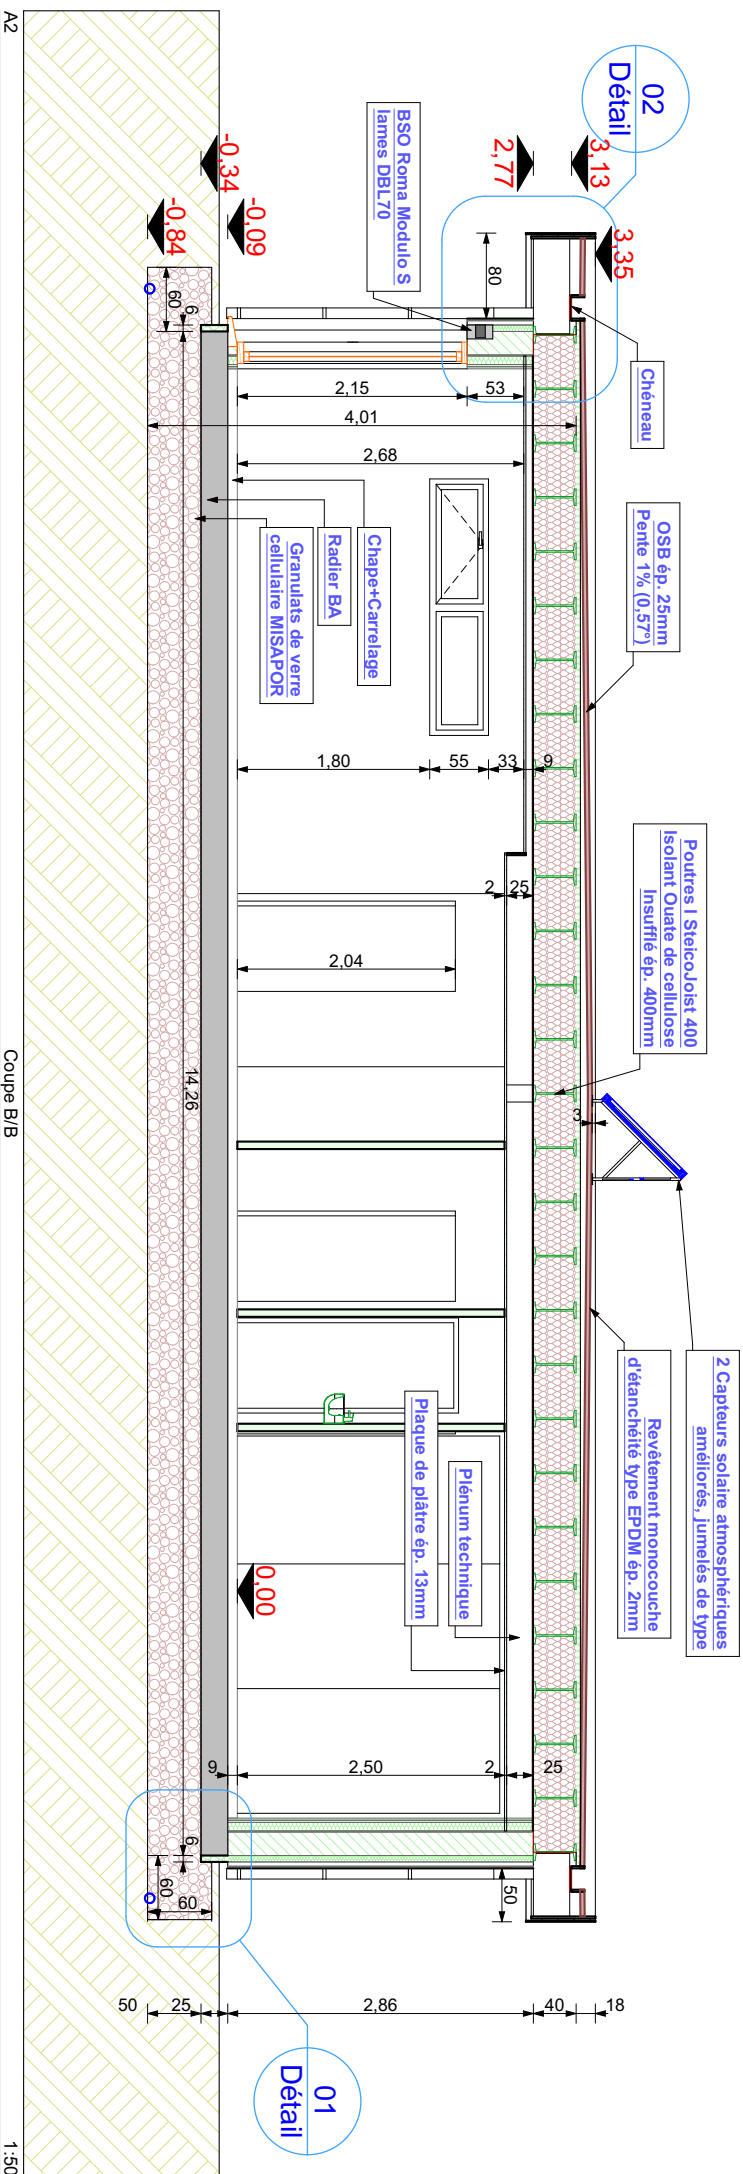 02
Détail
3,13
2,77
3,35
-0,34
-0,09
-0,84
BSO Roma Modulo S
lames DBL70
Chéneau
OSB ép. 25mm
Pente 1% (0,57°)
Poutres I SteicoJoist 400
Isolant Ouate de cellulose
Insufflé ép. 400mm
2 Capteurs solaire atmosphériques
améliorés, jumelés de type
Revêtement monocouche
d'étanchéité type EPDM ép. 2mm
Chape+Carrelage
Radier BA
Granulats de verre
cellulaire MISAPOR
Plénum technique
Plaque de plâtre ép. 13mm
0,00
80
60
6
2,15
53
4,01
2,68
1,80
55
33
9
2
25
2,04
14,26
3
9
2,50
2
25
6
60
60
50
50
25
2,86
40
18
01
Détail
A2
Coupe B/B
1:50